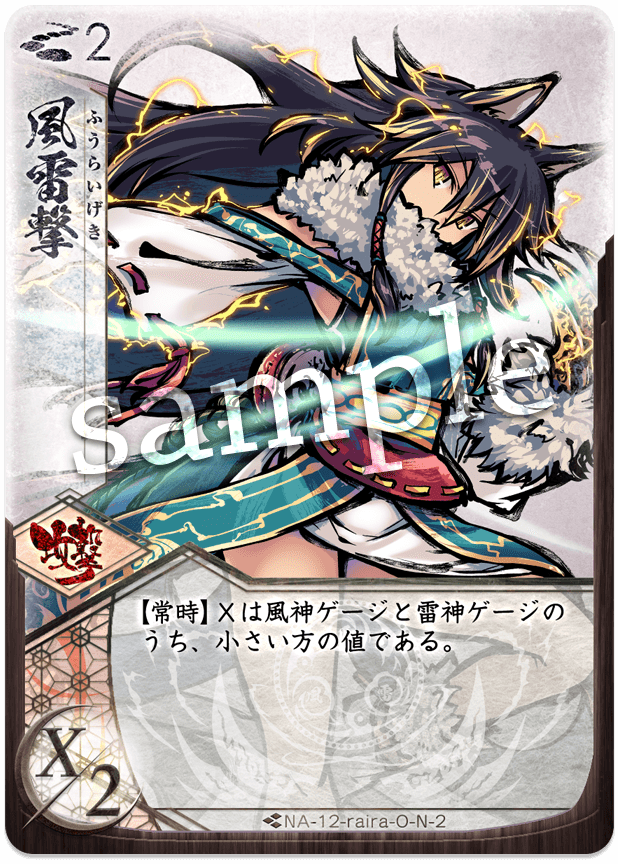 2
風雷撃
ふうらいげき
sample
攻撃
【常時】Xは風神ゲージと雷神ゲージの
うち、小さい方の値である。
X/2
NA-12-raira-O-N-2